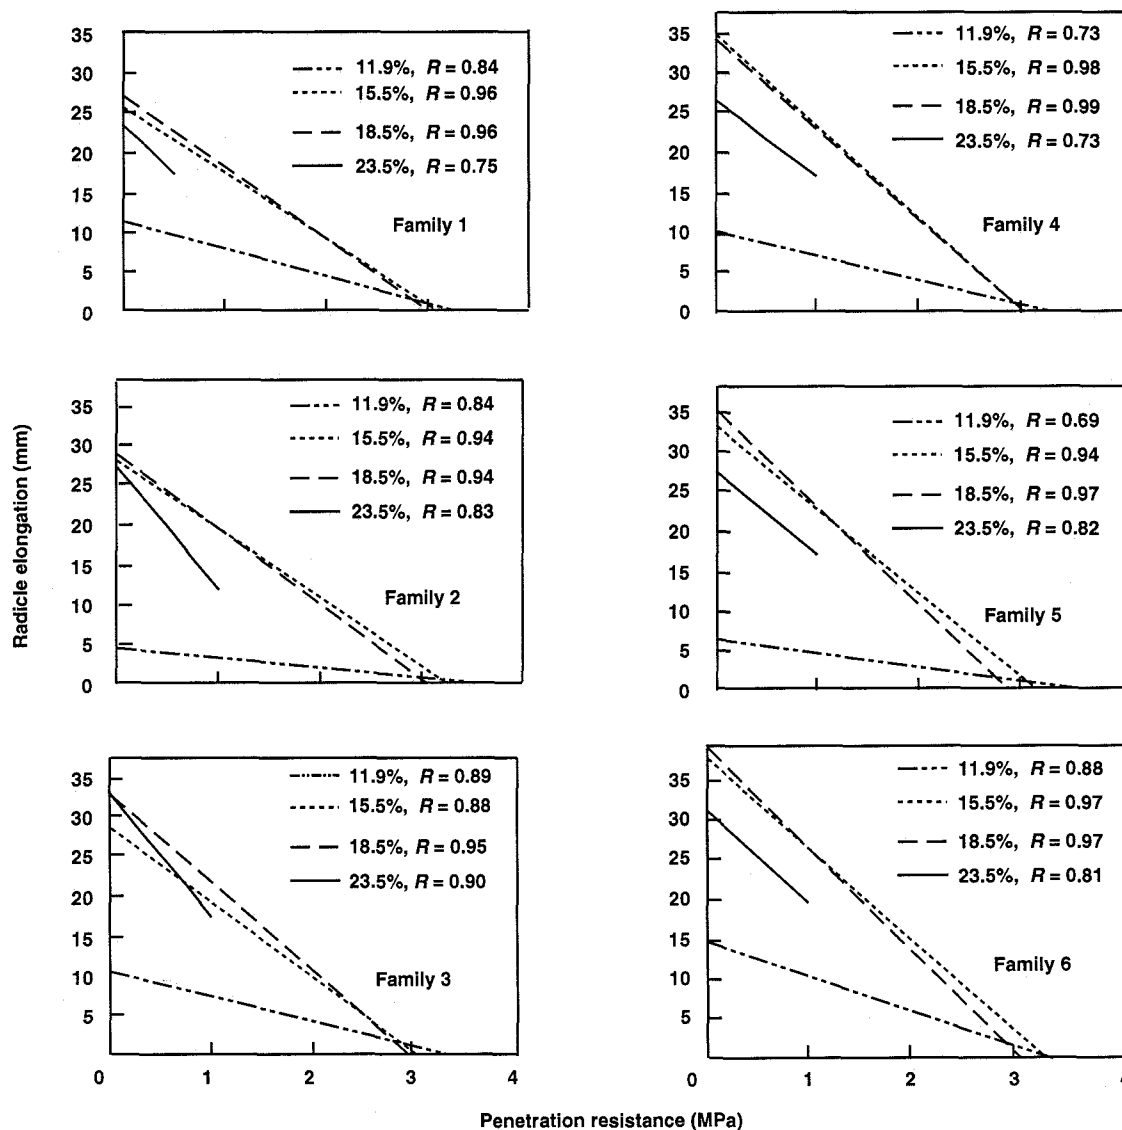 35
30
25
20
15
10
5
0
11.9%, R = 0.84
15.5%, R = 0.96
18.5%, R = 0.96
23.5%, R = 0.75
Family 1
35
30
25
20
15
10
5
0
11.9%, R = 0.73
15.5%, R = 0.98
18.5%, R = 0.99
23.5%, R = 0.73
Family 4
Radicle elongation (mm)
35
30
25
20
15
10
5
0
11.9%, R = 0.84
15.5%, R = 0.94
18.5%, R = 0.94
23.5%, R = 0.83
Family 2
35
30
25
20
15
10
5
0
11.9%, R = 0.69
15.5%, R = 0.94
18.5%, R = 0.97
23.5%, R = 0.82
Family 5
35
30
25
20
15
10
5
11.9%, R = 0.89
15.5%, R = 0.88
18.5%, R = 0.95
23.5%, R = 0.90
Family 3
0 1 2 3 4
35
30
25
20
15
10
5
11.9%, R = 0.88
15.5%, R = 0.97
18.5%, R = 0.97
23.5%, R = 0.81
Family 6
0 1 2 3 4
Penetration resistance (MPa)